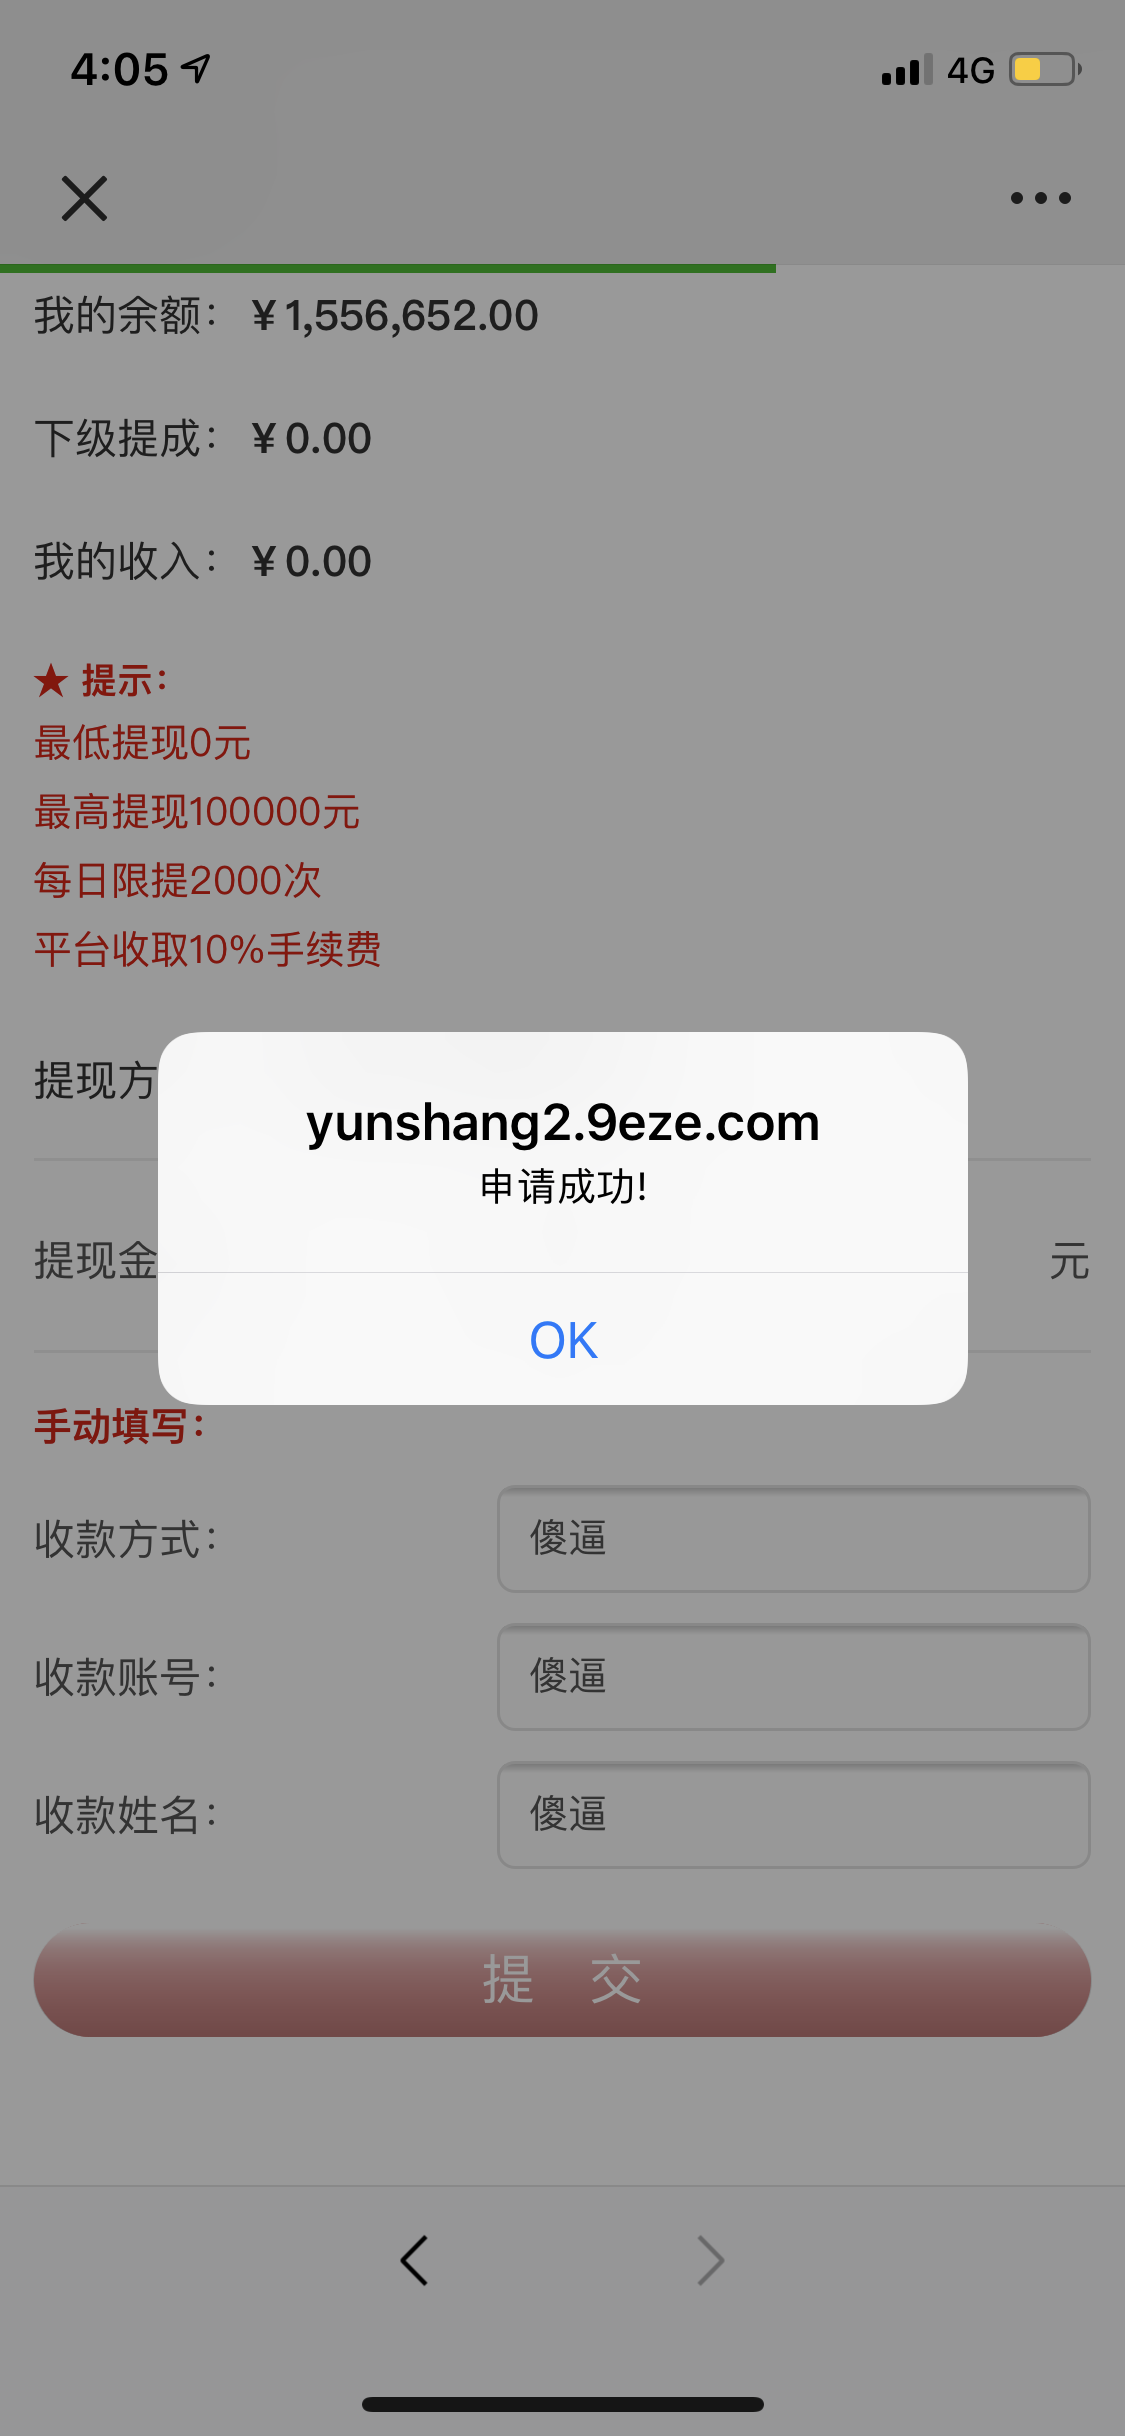 4:05
4G
我的余额： ¥ 1,556,652.00
下级提成： ¥ 0.00
我的收入： ¥ 0.00
★ 提示：
最低提现0元
最高提现100000元
每日限提2000次
平台收取10%手续费
提现方
yunshang2.9eze.com
申请成功!
提现金
元
OK
手动填写：
收款方式： 傻逼
收款账号： 傻逼
收款姓名： 傻逼
提 交